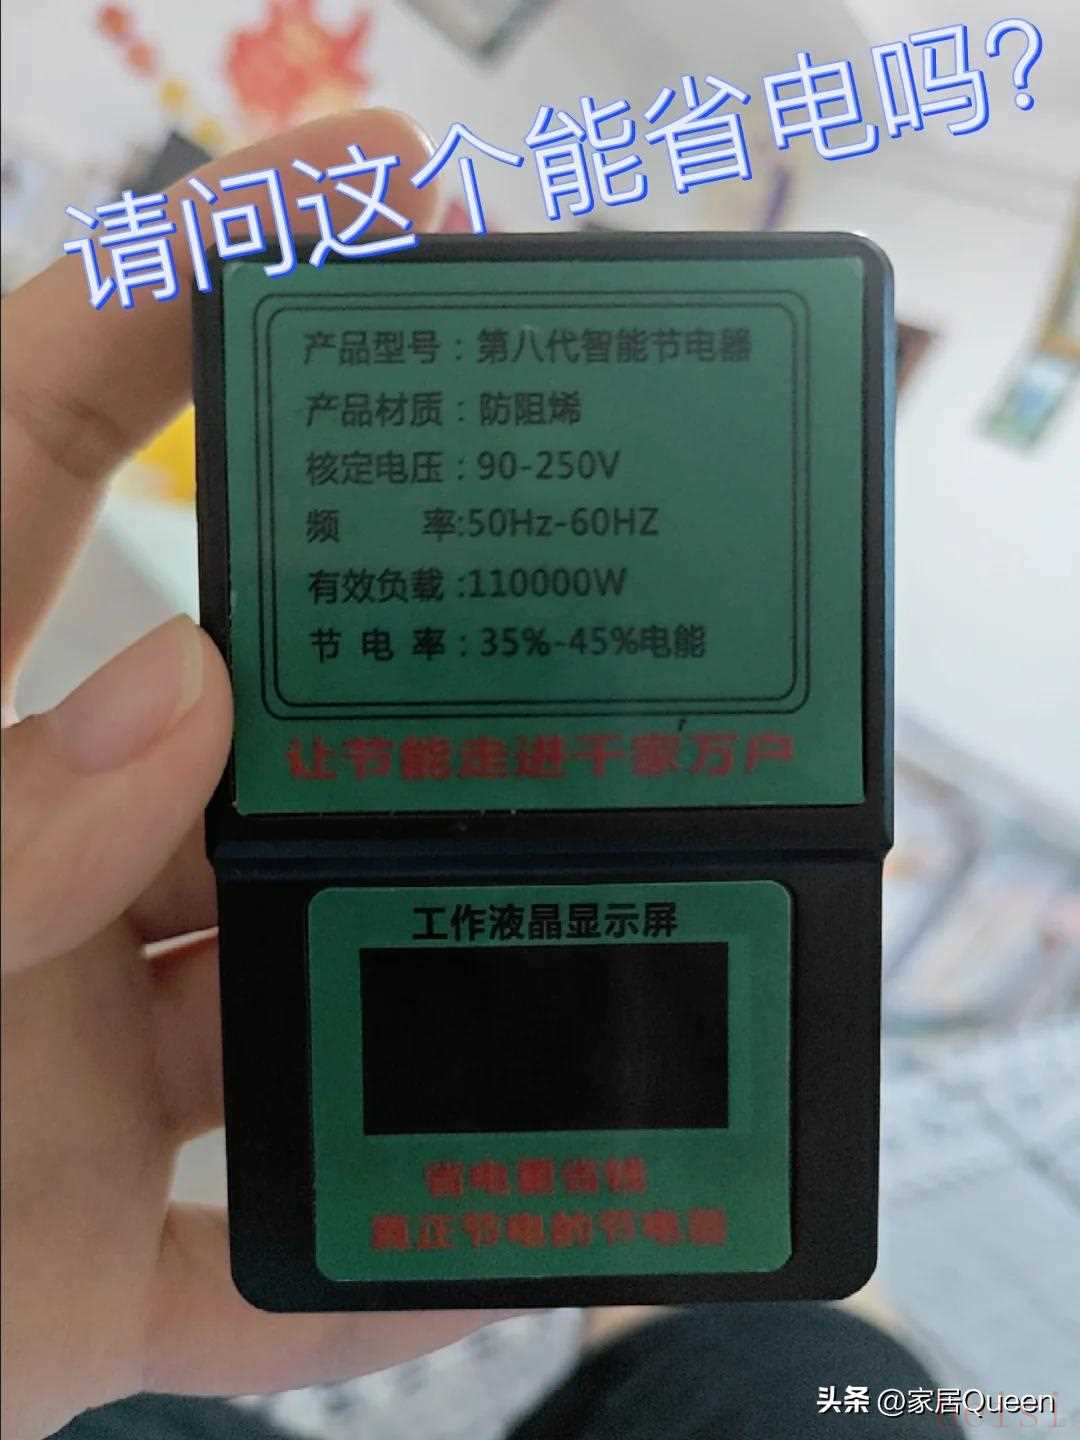 请问这个能省电吗？
产品型号：第八代智能节电器
产品材质：防阻烯
核定电压：90-250V
频 率:50Hz-60HZ
有效负载:110000W
节 电 率：35%-45%电能
让节能走进千家万户
工作液晶显示屏
省电更省钱
真正节电的节电器
头条 @家居Queen